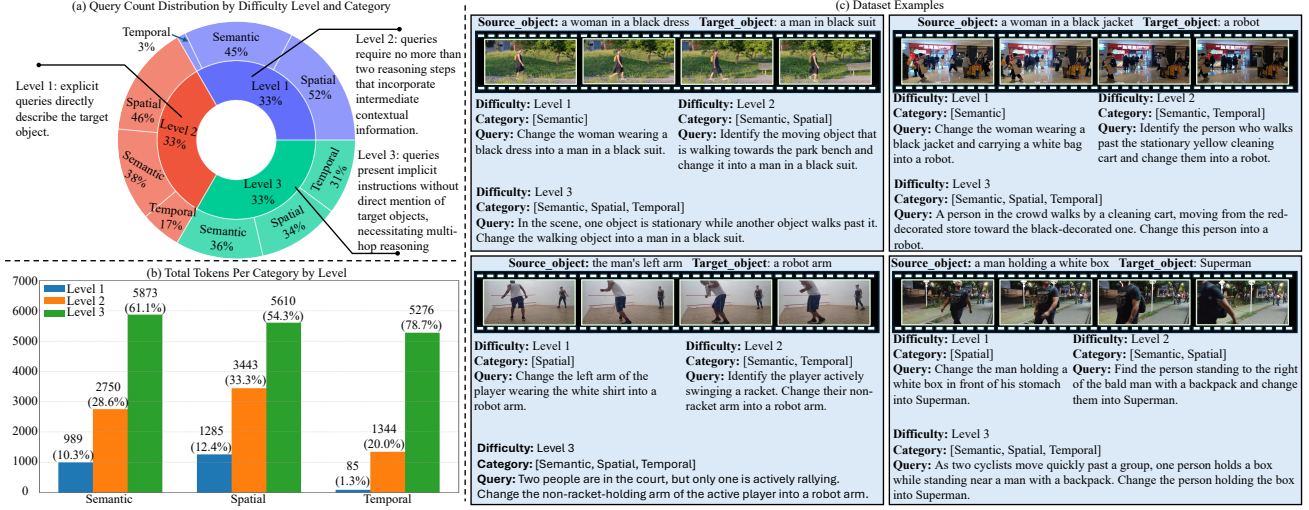 (a) Query Count Distribution by Difficulty Level and Category
Temporal
3%
Semantic
45%
Spatial
52%
Level 1
33%
Level 2
33%
Spatial
46%
Semantic
38%
Temporal
17%
Level 3
33%
Semantic
36%
Spatial
34%
Temporal
31%
Level 1: explicit
queries directly
describe the target
object.
Level 2: queries
require no more than
two reasoning steps
that incorporate
intermediate
contextual
information.
Level 3: queries
present implicit
instructions without
direct mention of
target objects,
necessitating multi-
hop reasoning
(b) Total Tokens Per Category by Level
7000
6000
5000
4000
3000
2000
1000
0
Level 1
Level 2
Level 3
989
(10.3%)
2750
(28.6%)
5873
(61.1%)
1285
(12.4%)
3443
(33.3%)
5610
(54.3%)
85
(1.3%)
1344
(20.0%)
5276
(78.7%)
Semantic
Spatial
Temporal
(c) Dataset Examples
Source_object: a woman in a black dress Target_object: a man in black suit
Difficulty: Level 1
Category: [Semantic]
Query: Change the woman wearing a
black dress into a man in a black suit.
Difficulty: Level 2
Category: [Semantic, Spatial]
Query: Identify the moving object that
is walking towards the park bench and
change it into a man in a black suit.
Difficulty: Level 3
Category: [Semantic, Spatial, Temporal]
Query: In the scene, one object is stationary while another object walks past it.
Change the walking object into a man in a black suit.
Source_object: a woman in a black jacket Target_object: a robot
Difficulty: Level 1
Category: [Semantic]
Query: Change the woman wearing a
black jacket and carrying a white bag
into a robot.
Difficulty: Level 2
Category: [Semantic, Temporal]
Query: Identify the person who walks
past the stationary yellow cleaning
cart and change them into a robot.
Difficulty: Level 3
Category: [Semantic, Spatial, Temporal]
Query: A person in the crowd walks by a cleaning cart, moving from the red-
decorated store toward the black-decorated one. Change this person into a
robot.
Source_object: the man's left arm Target_object: a robot arm
Difficulty: Level 1
Category: [Spatial]
Query: Change the left arm of the
player wearing the white shirt into a
robot arm.
Difficulty: Level 2
Category: [Semantic, Temporal]
Query: Identify the player actively
swinging a racket. Change their non-
racket arm into a robot arm.
Difficulty: Level 3
Category: [Semantic, Spatial, Temporal]
Query: Two people are in the court, but only one is actively rallying.
Change the non-racket-holding arm of the active player into a robot arm.
Source_object: a man holding a white box Target_object: Superman
Difficulty: Level 1
Category: [Spatial]
Query: Change the man holding a
white box in front of his stomach
into Superman.
Difficulty: Level 2
Category: [Semantic, Spatial]
Query: Find the person standing to the right
of the bald man with a backpack and change
them into Superman.
Difficulty: Level 3
Category: [Semantic, Spatial, Temporal]
Query: As two cyclists move quickly past a group, one person holds a box
while standing near a man with a backpack. Change the person holding the box
into Superman.